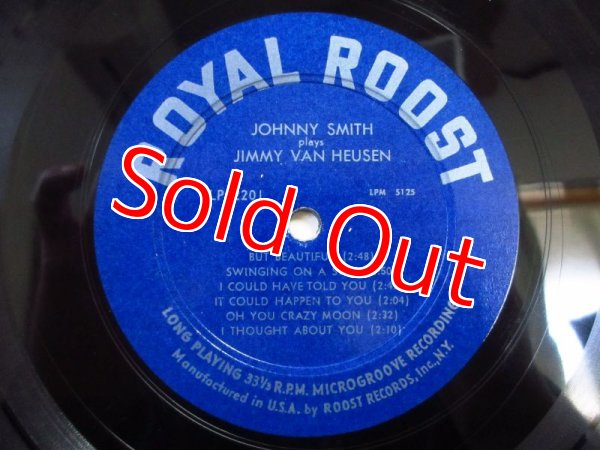 ROYAL ROOST
JOHNNY SMITH
plays
JIMMY VAN HEUSEN
LPM 5125
Sold Out
BUT BEAUTIFUL (2:48)
SWINGING ON A
I COULD HAVE TOLD YOU
IT COULD HAPPEN TO YOU (2:04)
OH YOU CRAZY MOON (2:32)
I THOUGHT ABOUT YOU (2:10)
LONG PLAYING 33⅓ R.P.M. MICROGROOVE RECORDING
Manufactured in U.S.A. by ROOST RECORDS, Inc., N.Y.